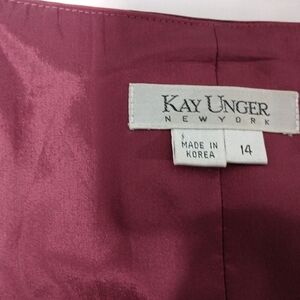 KAY UNGER
NEW YORK
MADE IN
KOREA
14